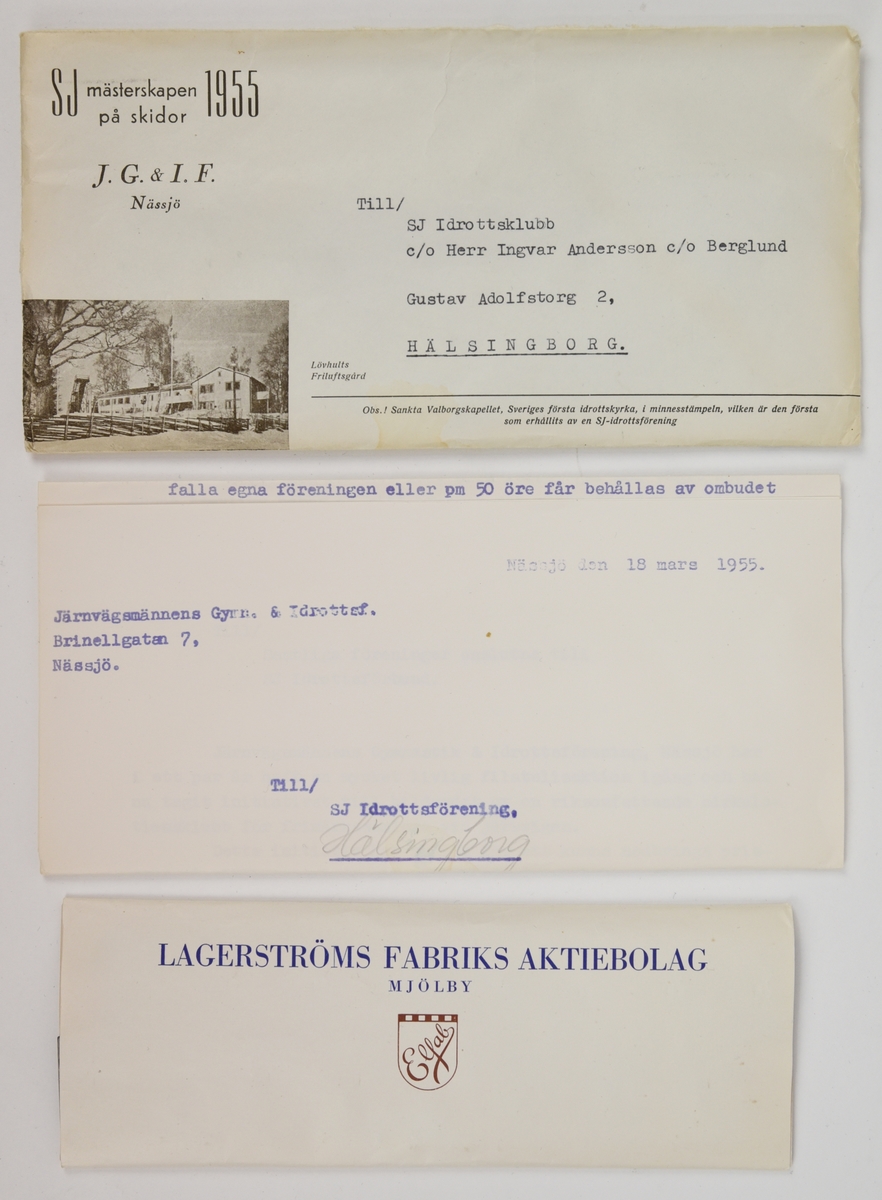 SJ mästerskapen 1955
på skidor
J. G. & I. F.
Nässjö
Till/
SJ Idrottsklubb
c/o Herr Ingvar Andersson c/o Berglund
Gustav Adolfstorg 2,
HÄLSINGBORG.
Lövhults
Friluftsgård
Obs.! Sankta Valborgskapellet, Sveriges första idrottskyrka, i minnesstämpeln, vilken är den första
som erhållits av en SJ-idrottsförening
falla egna föreningen eller pm 50 öre får behållas av ombudet
Nässjö den 18 mars 1955.
Järnvägsmännens Gymn. & Idrottsf.
Brinellgatan 7,
Nässjö.
Till/
SJ Idrottsförening,
Hälsingborg
LAGERSTRÖMS FABRIKS AKTIEBOLAG
MJÖLBY
Elfab